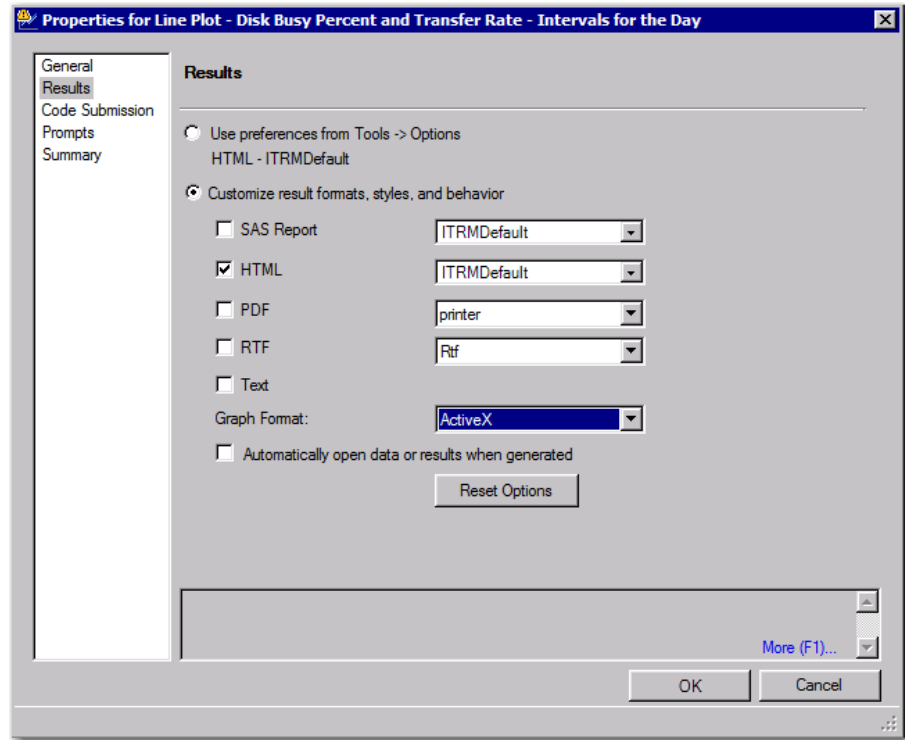 Properties for Line Plot - Disk Busy Percent and Transfer Rate - Intervals for the Day
General
Results
Code Submission
Prompts
Summary
Results
Use preferences from Tools -> Options
HTML - ITRMDefault
Customize result formats, styles, and behavior
SAS Report ITRMDefault
HTML ITRMDefault
PDF printer
RTF Rtf
Text
Graph Format: ActiveX
Automatically open data or results when generated
Reset Options
More (F1)...
OK Cancel